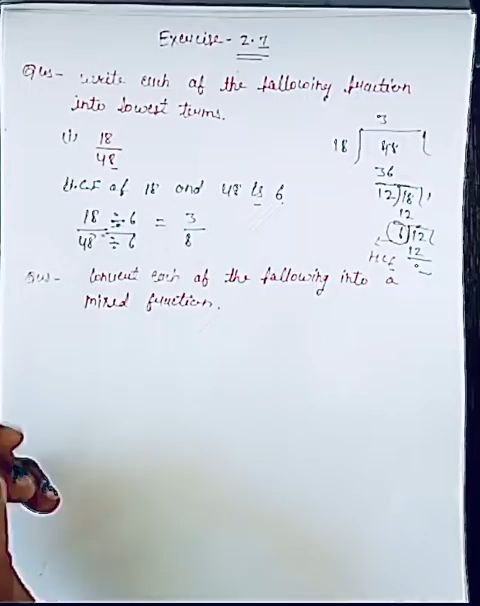 Exercise - 2.7
Qus - write each of the following fraction
into lowest terms.
(i) 18
48
H.C.F of 18 and 48 is 6
18 ÷ 6 = 3
48 ÷ 6 8
3
18 48
36
12 18 1
12
6 12
HCF 12
0
Qus - Convert each of the following into a
mixed fraction.